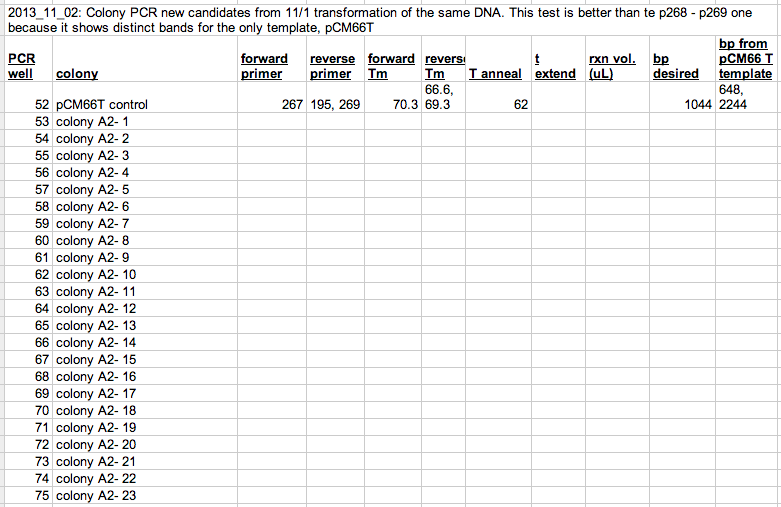 2013_11_02: Colony PCR new candidates from 11/1 transformation of the same DNA. This test is better than te p268 - p269 one
because it shows distinct bands for the only template, pCM66T
bp from
PCR forward reverse forward revers t rxn vol. bp pCM66 T
well colony primer primer Tm Tm T anneal extend (uL) desired template
66.6, 648,
52 pCM66T control 267 195, 269 70.3 69.3 62 1044 2244
53 colony A2- 1
54 colony A2- 2
55 colony A2- 3
56 colony A2- 4
57 colony A2- 5
58 colony A2- 6
59 colony A2- 7
60 colony A2- 8
61 colony A2- 9
62 colony A2- 10
63 colony A2- 11
64 colony A2- 12
65 colony A2- 13
66 colony A2- 14
67 colony A2- 15
68 colony A2- 16
69 colony A2- 17
70 colony A2- 18
71 colony A2- 19
72 colony A2- 20
73 colony A2- 21
74 colony A2- 22
75 colony A2- 23